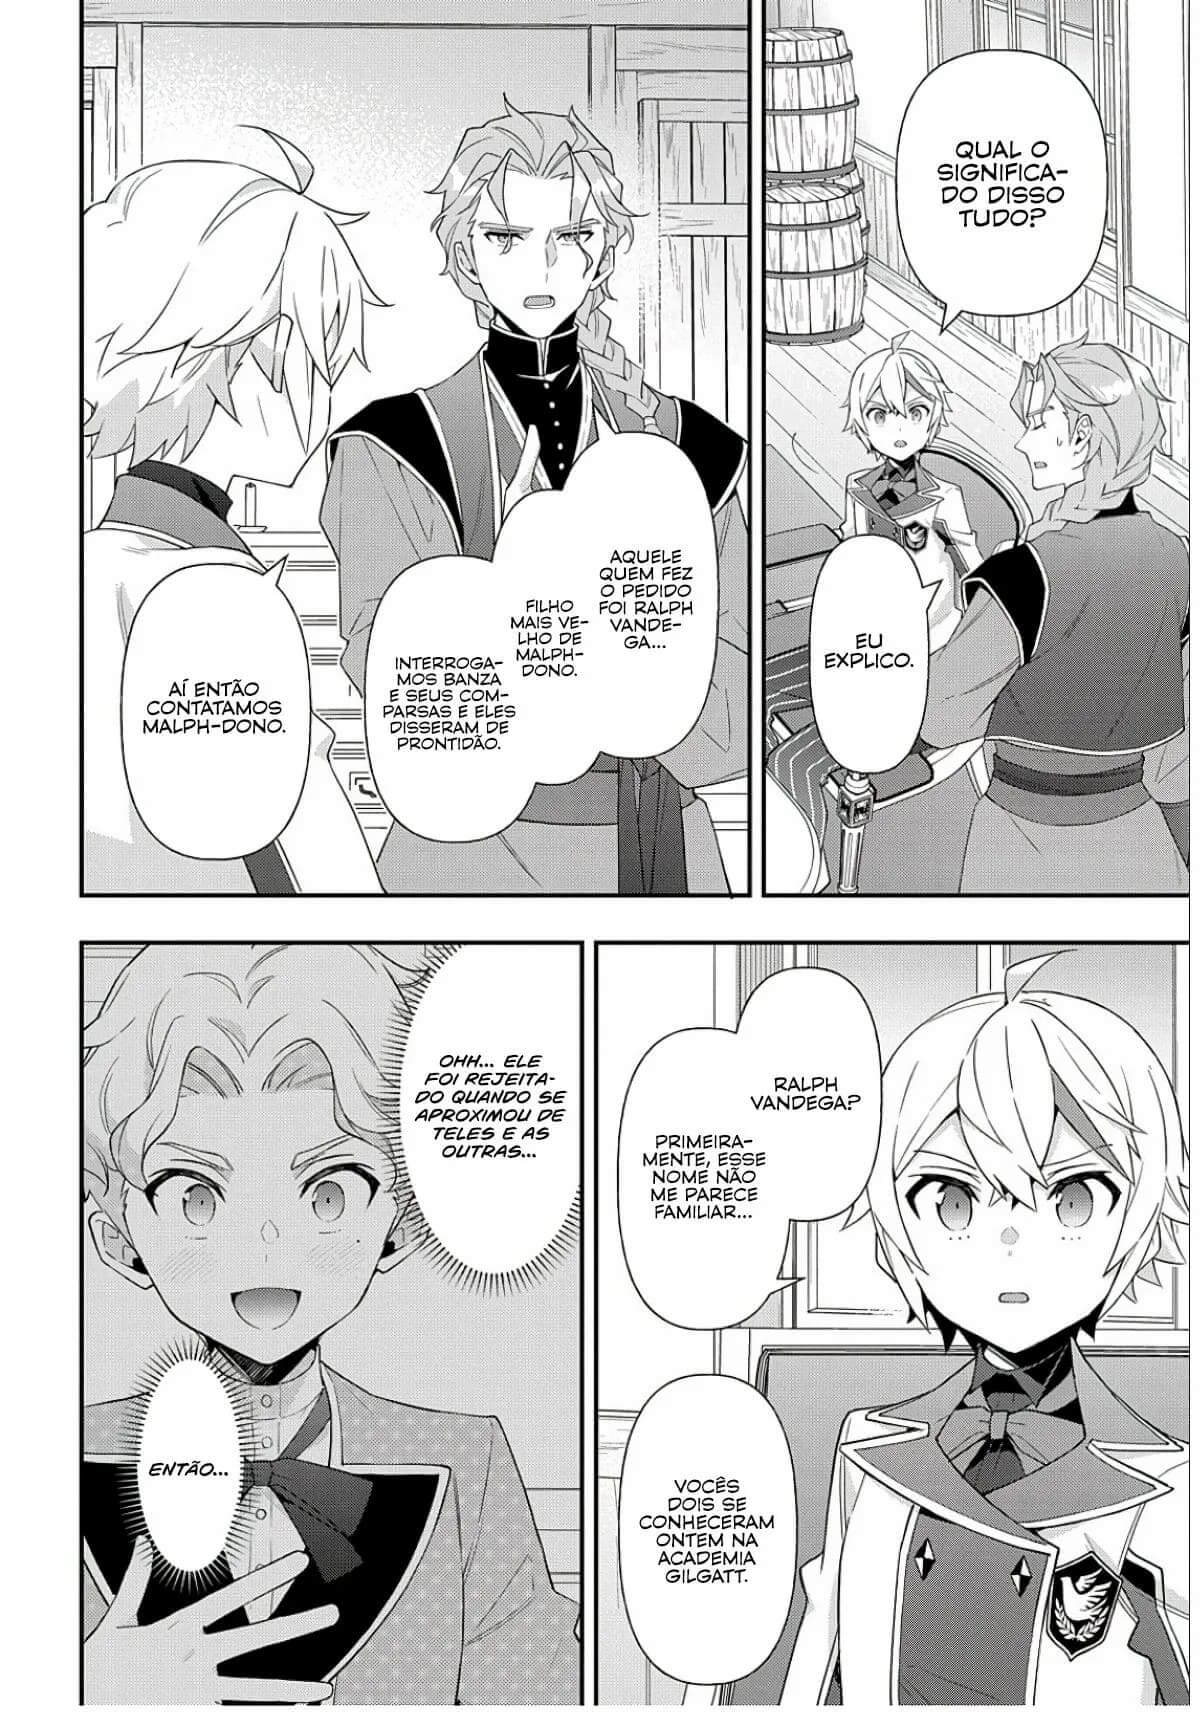 QUAL O
SIGNIFICA-
DO DISSO
TUDO?
EU
EXPLICO.
AQUELE
QUEM FEZ
O PEDIDO
FOI RALPH
VANDE-
GA...
FILHO
MAIS VE-
LHO DE
MALPH-
DONO.
INTERROGA-
MOS BANZA
E SEUS COM-
PARSAS E ELES
DISSERAM DE
PRONTIDÃO.
AÍ ENTÃO
CONTATAMOS
MALPH-DONO.
RALPH
VANDEGA?
PRIMEIRA-
MENTE, ESSE
NOME NÃO
ME PARECE
FAMILIAR...
VOCÊS
DOIS SE
CONHECERAM
ONTEM NA
ACADEMIA
GILGATT.
OHH... ELE
FOI REJEITA-
DO QUANDO SE
APROXIMOU DE
TELES E AS
OUTRAS...
ENTÃO...